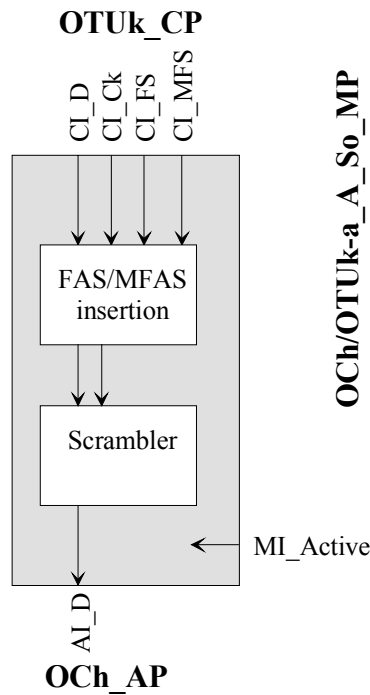 OTUk_CP
CI_D
CI_Ck
CI_FS
CI_MFS
OCh/OTUk-a_A_So_MP
FAS/MFAS
insertion
Scrambler
MI_Active
AI_D
OCh_AP